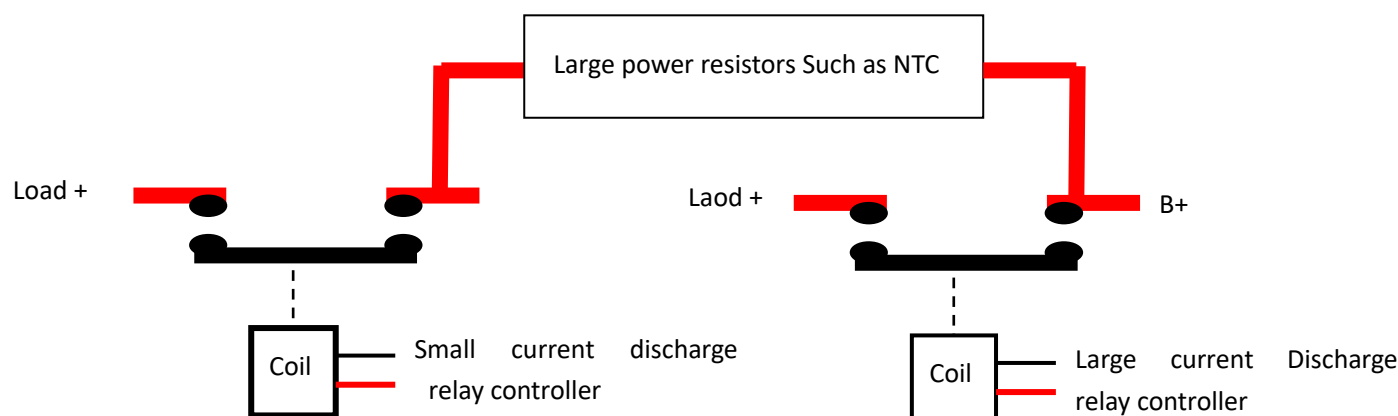 Large power resistors Such as NTC
Load +
Laod +
B+
Coil
Small current discharge
relay controller
Coil
Large current Discharge
relay controller